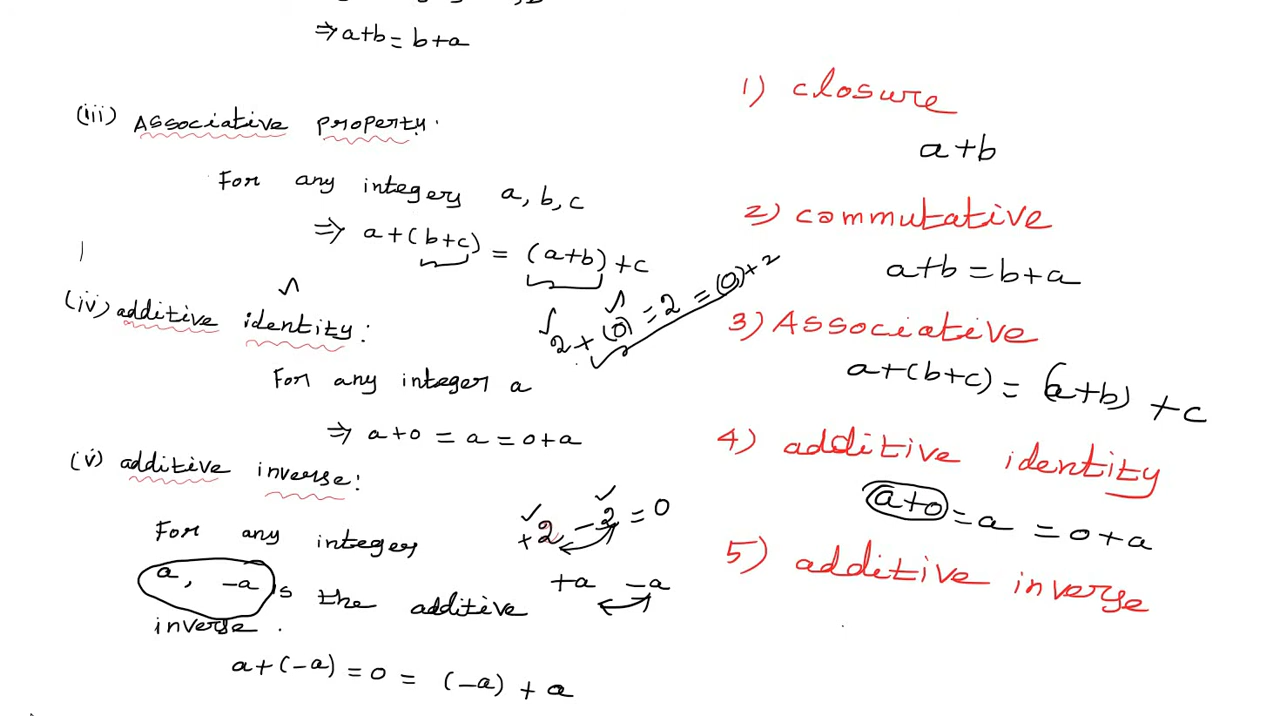 ⇒ a+b = b+a
(iii) Associative property.
For any integers a, b, c
⇒ a+(b+c) = (a+b)+c
2+(0) = 2 = (0)+2
(iv) additive identity:
For any integer a
⇒ a+0 = a = 0+a
(v) additive inverse:
For any integers
a, -a is the additive
inverse.
+2, -2 = 0
+a -a
a+(-a) = 0 = (-a) + a
1) closure
a+b
2) commutative
a+b = b+a
3) Associative
a+(b+c) = (a+b) + c
4) additive identity
a+0 = a = 0+a
5) additive inverse